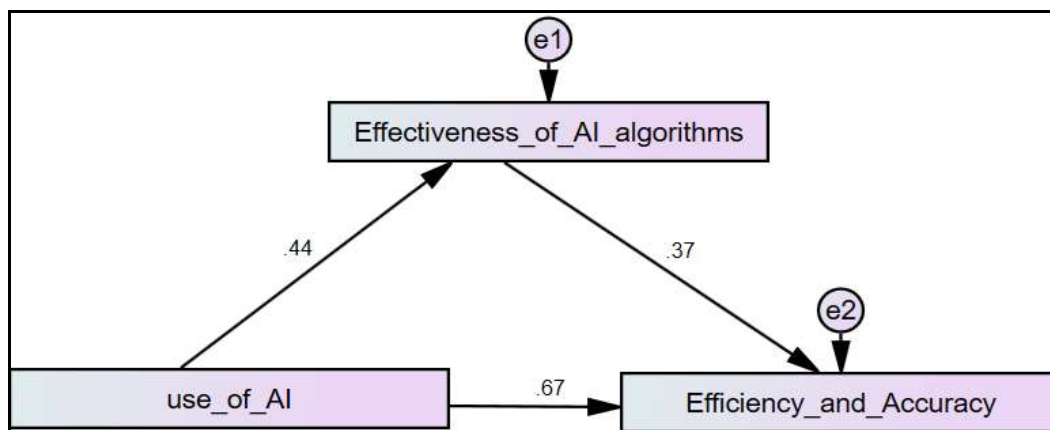 e1
Effectiveness_of_AI_algorithms
.44
.37
e2
use_of_AI
.67
Efficiency_and_Accuracy